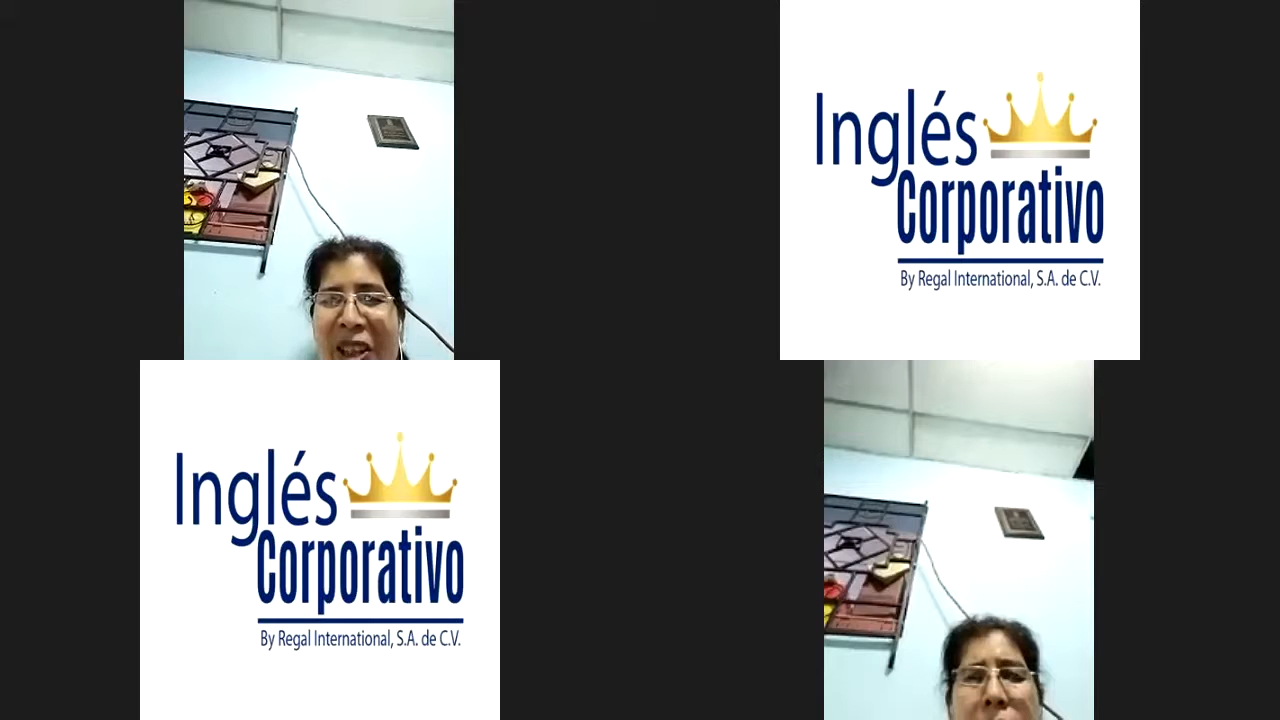 Inglés
Corporativo
By Regal International, S.A. de C.V.
Inglés
Corporativo
By Regal International, S.A. de C.V.